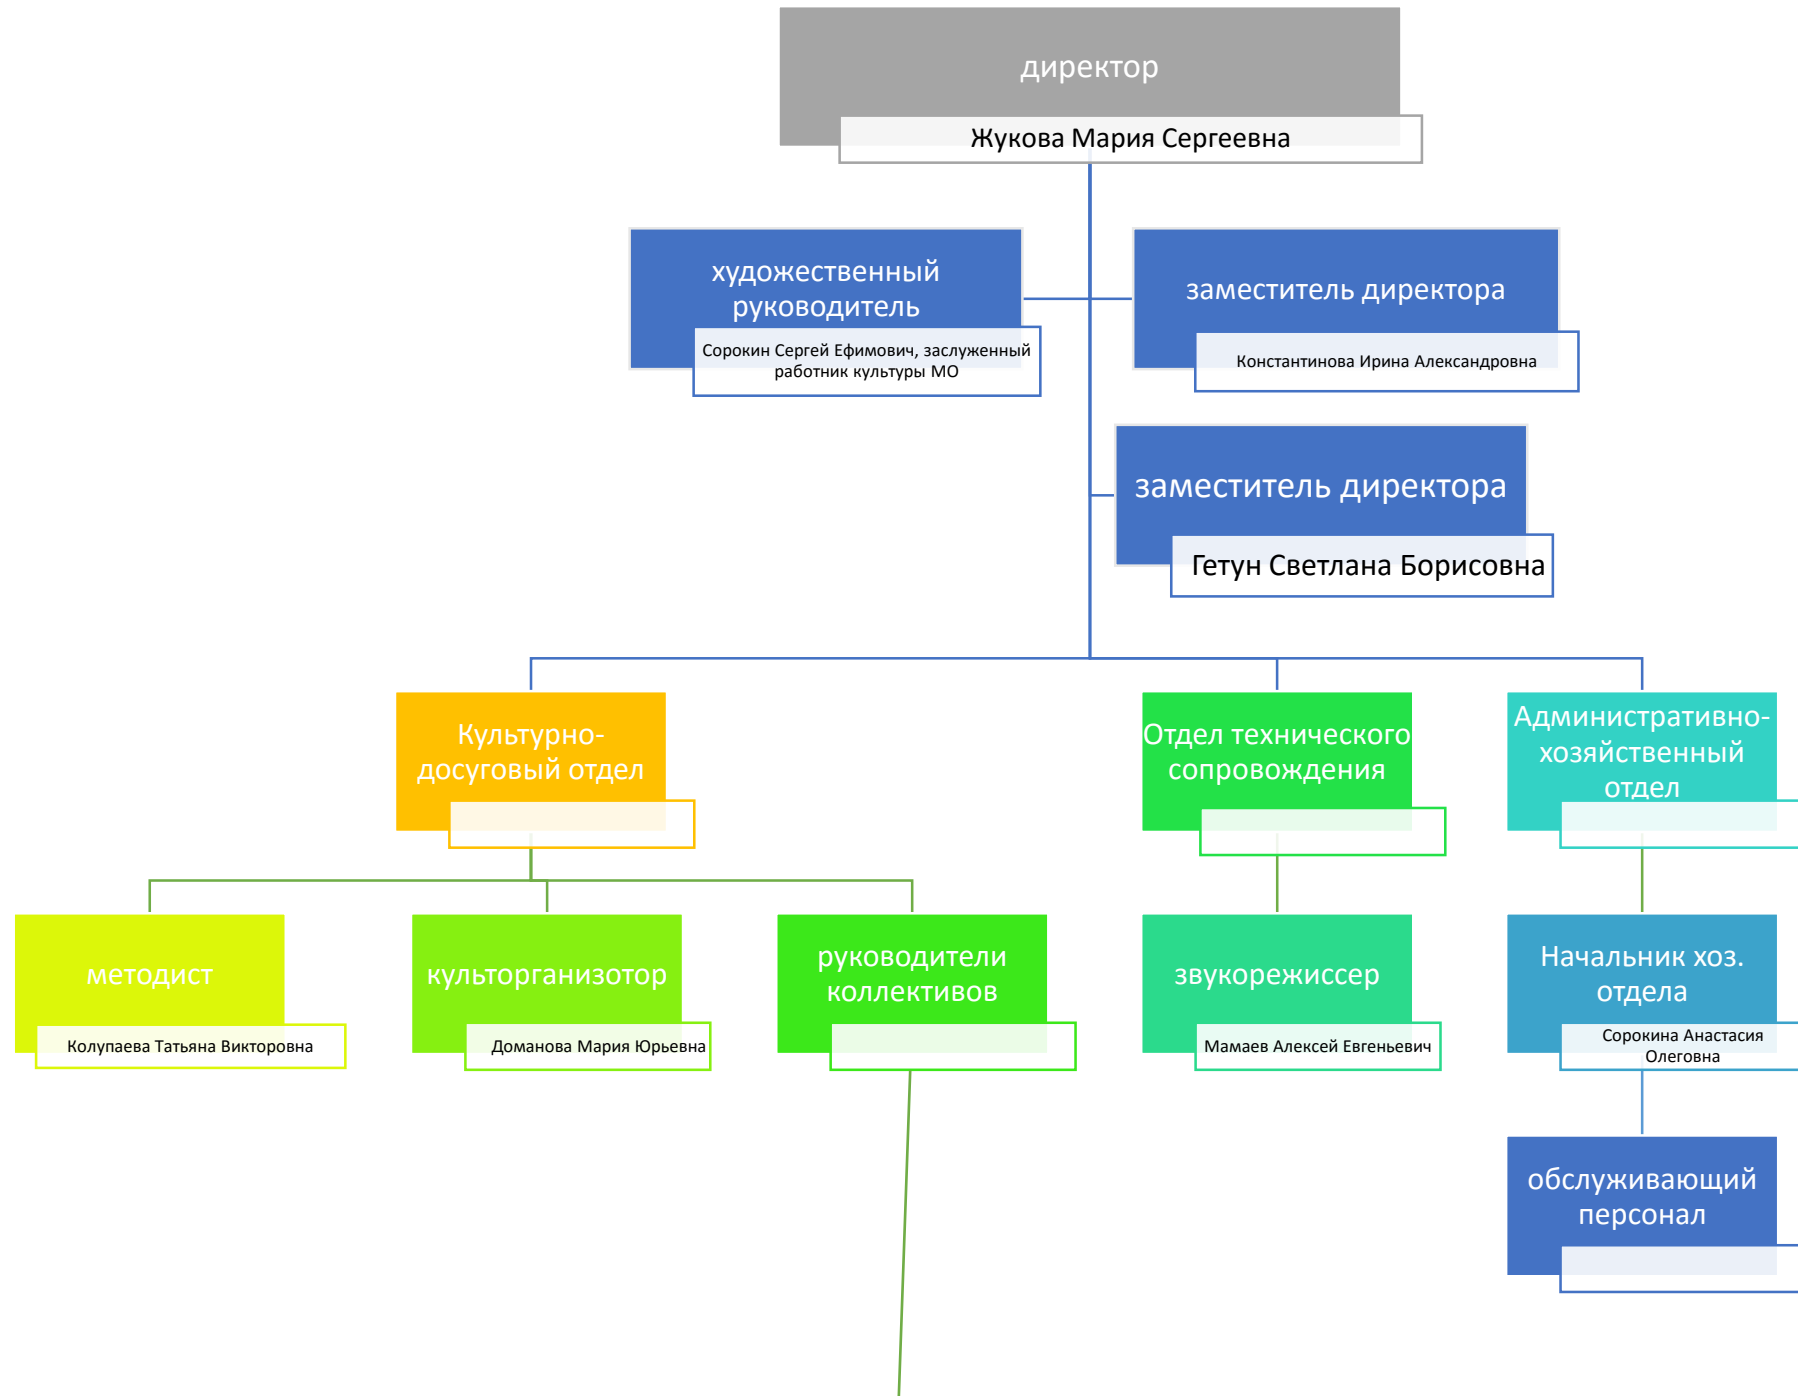 директор
Жукова Мария Сергеевна
художественный
руководитель
Сорокин Сергей Ефимович, заслуженный
работник культуры МО
заместитель директора
Константинова Ирина Александровна
заместитель директора
Гетун Светлана Борисовна
Культурно-
досуговый отдел
Отдел технического
сопровождения
Административно-
хозяйственный
отдел
методист
Колупаева Татьяна Викторовна
культорганизотор
Доманова Мария Юрьевна
руководители
коллективов
звукорежиссер
Мамаев Алексей Евгеньевич
Начальник хоз.
отдела
Сорокина Анастасия
Олеговна
обслуживающий
персонал